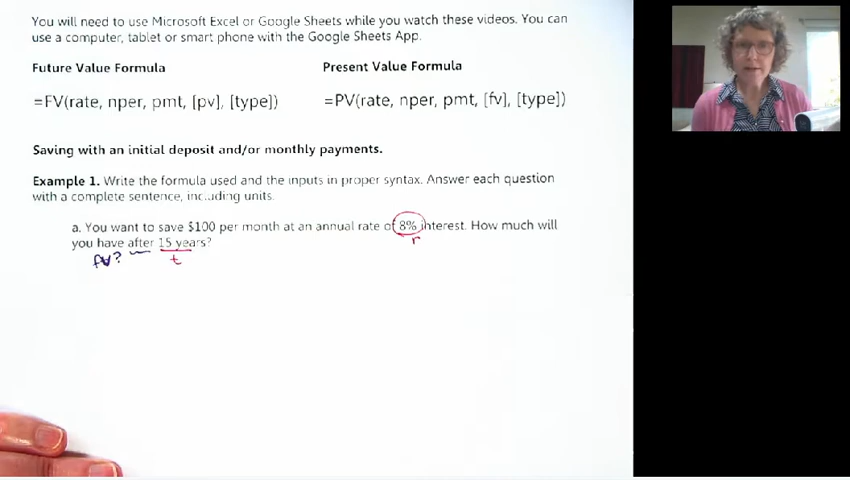 You will need to use Microsoft Excel or Google Sheets while you watch these videos. You can
use a computer, tablet or smart phone with the Google Sheets App.
Future Value Formula
Present Value Formula
=FV(rate, nper, pmt, [pv], [type])
=PV(rate, nper, pmt, [fv], [type])
Saving with an initial deposit and/or monthly payments.
Example 1. Write the formula used and the inputs in proper syntax. Answer each question
with a complete sentence, including units.
a. You want to save $100 per month at an annual rate of 8% interest. How much will
r
you have after 15 years?
fv?
t